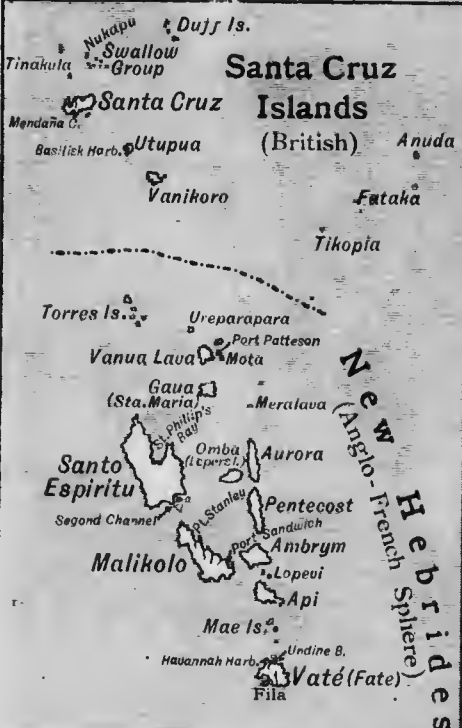 Duff Is.
Nukapu
Swallow
Group
Tinakula
Santa Cruz
Islands
(British)
Santa Cruz
Mendaña C.
Anuda
Basilisk Harb.
Utupua
Vanikoro
Fataka
Tikopia
Torres Is.
Ureparapara
Port Patteson
Vanua Lava
Mota
Gaua
(Sta. Maria)
Meralava
St. Phillip's
Bay
Omba
(Lepers I.)
Aurora
Santo
Espiritu
Pentecost
Segond Channel
Pt. Stanley
Port Sandwich
Malikolo
Ambrym
Lopevi
Api
Mae Is.
Undine B.
Havannah Harb.
Vaté (Fate)
Fila
New Hebrides
(Anglo-French Sphere)